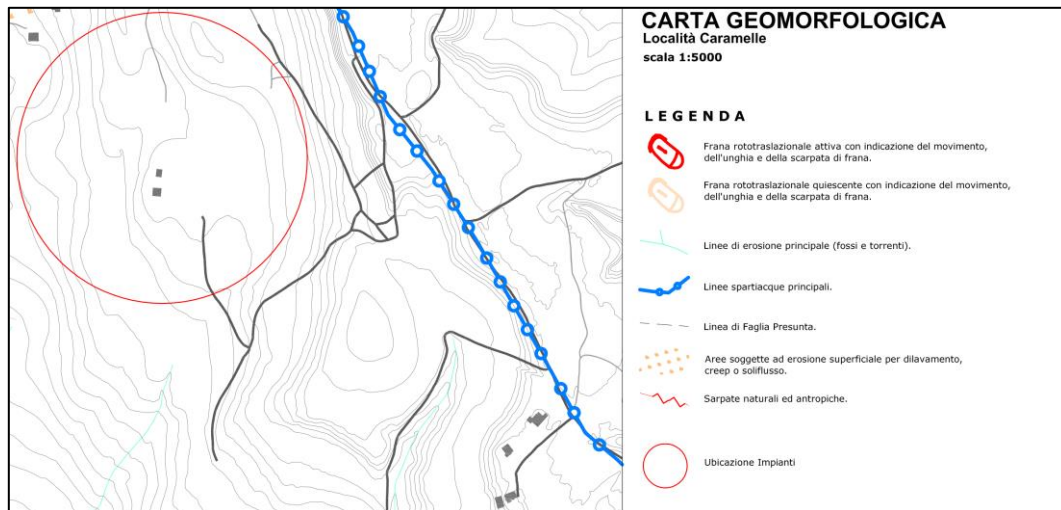 CARTA GEOMORFOLOGICA
Località Caramelle
scala 1:5000
LEGENDA
Frana rototraslazionale attiva con indicazione del movimento,
dell'unghia e della scarpata di frana.
Frana rototraslazionale quiescente con indicazione del movimento,
dell'unghia e della scarpata di frana.
Linee di erosione principale (fossi e torrenti).
Linee spartiacque principali.
Linea di Faglia Presunta.
Aree soggette ad erosione superficiale per dilavamento,
creep o soliflusso.
Sarpate naturali ed antropiche.
Ubicazione Impianti